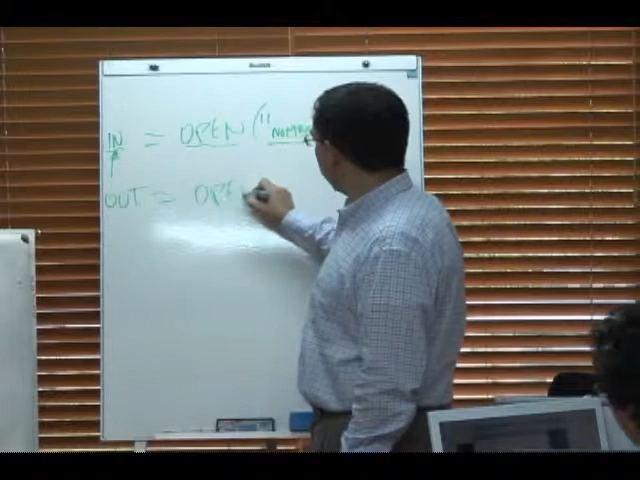 IN = OPEN ("
OUT = OPE